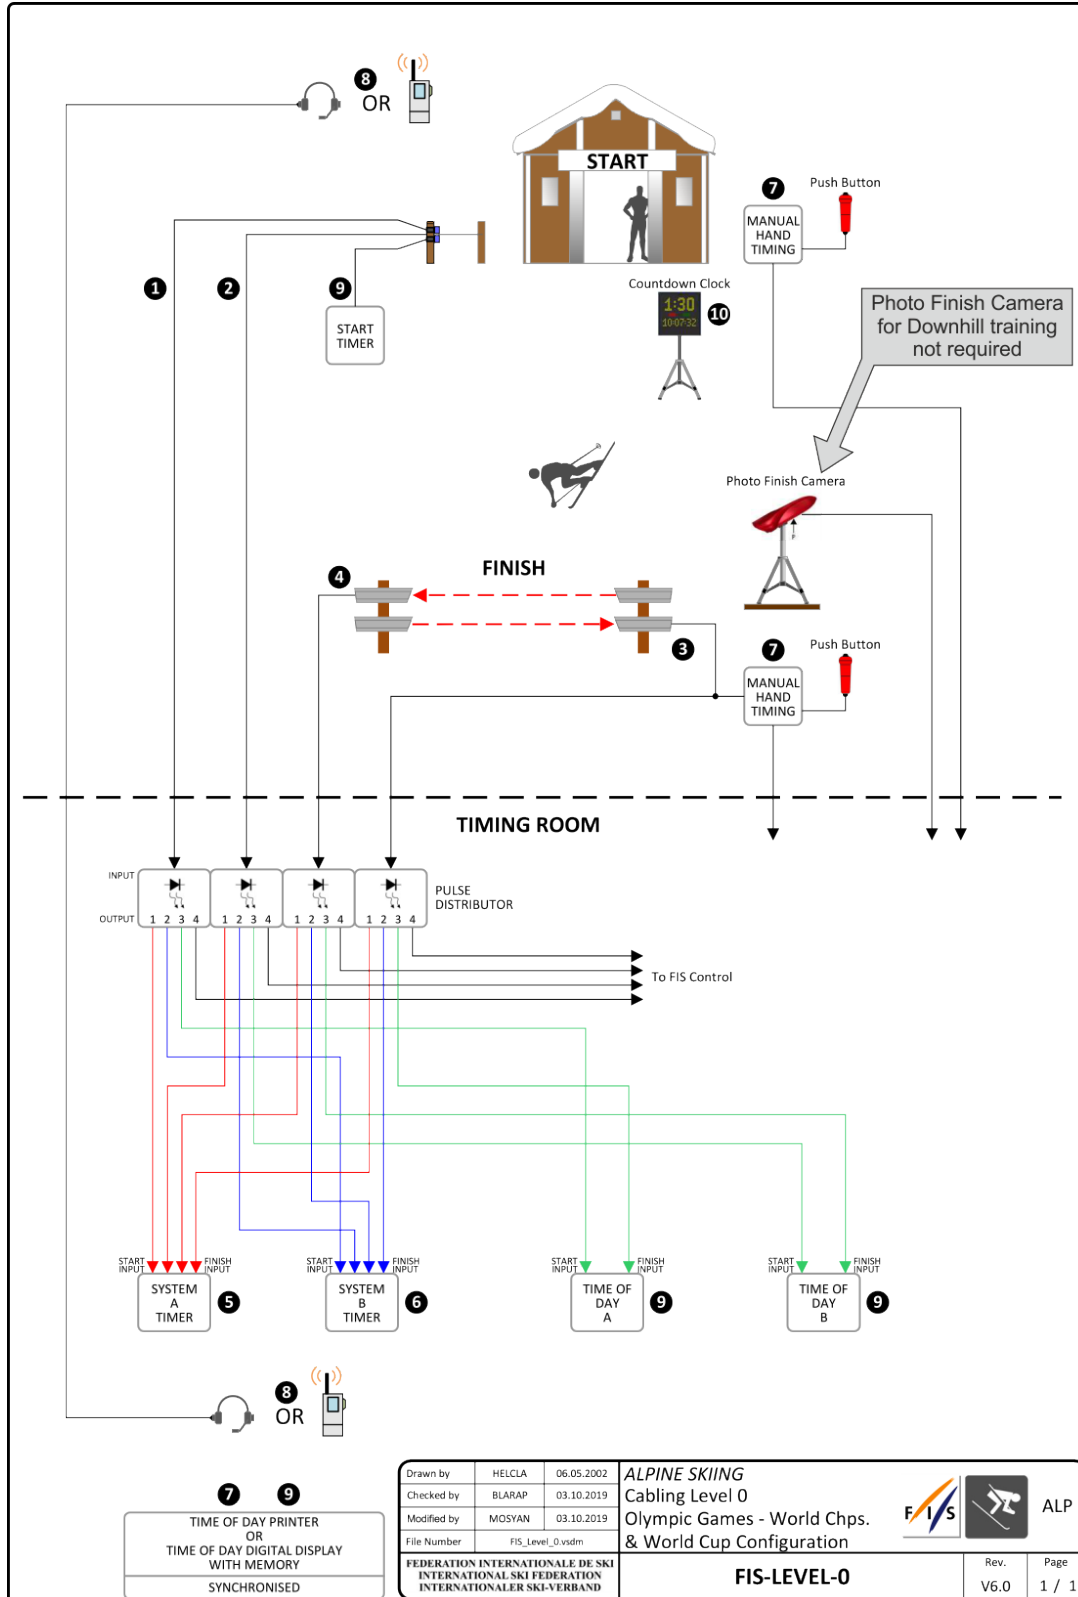 8
OR
START
7
Push Button
MANUAL
HAND
TIMING
1
2
9
START
TIMER
Countdown Clock
1:30
10:07:32
10
Photo Finish Camera
for Downhill training
not required
Photo Finish Camera
4
FINISH
3
7
Push Button
MANUAL
HAND
TIMING
TIMING ROOM
INPUT
PULSE
DISTRIBUTOR
OUTPUT
1 2 3 4 1 2 3 4 1 2 3 4 1 2 3 4
To FIS Control
START
INPUT
FINISH
INPUT
SYSTEM
A
TIMER
5
START
INPUT
FINISH
INPUT
SYSTEM
B
TIMER
6
START
INPUT
FINISH
INPUT
TIME OF
DAY
A
9
START
INPUT
FINISH
INPUT
TIME OF
DAY
B
9
8
OR
7 9
TIME OF DAY PRINTER
OR
TIME OF DAY DIGITAL DISPLAY
WITH MEMORY
SYNCHRONISED
Drawn by HELCLA 06.05.2002
Checked by BLARAP 03.10.2019
Modified by MOSYAN 03.10.2019
File Number FIS_Level_0.vsdm
FEDERATION INTERNATIONALE DE SKI
INTERNATIONAL SKI FEDERATION
INTERNATIONALER SKI-VERBAND
ALPINE SKIING
Cabling Level 0
Olympic Games - World Chps.
& World Cup Configuration
FIS
ALP
FIS-LEVEL-0
Rev.
V6.0
Page
1 / 1